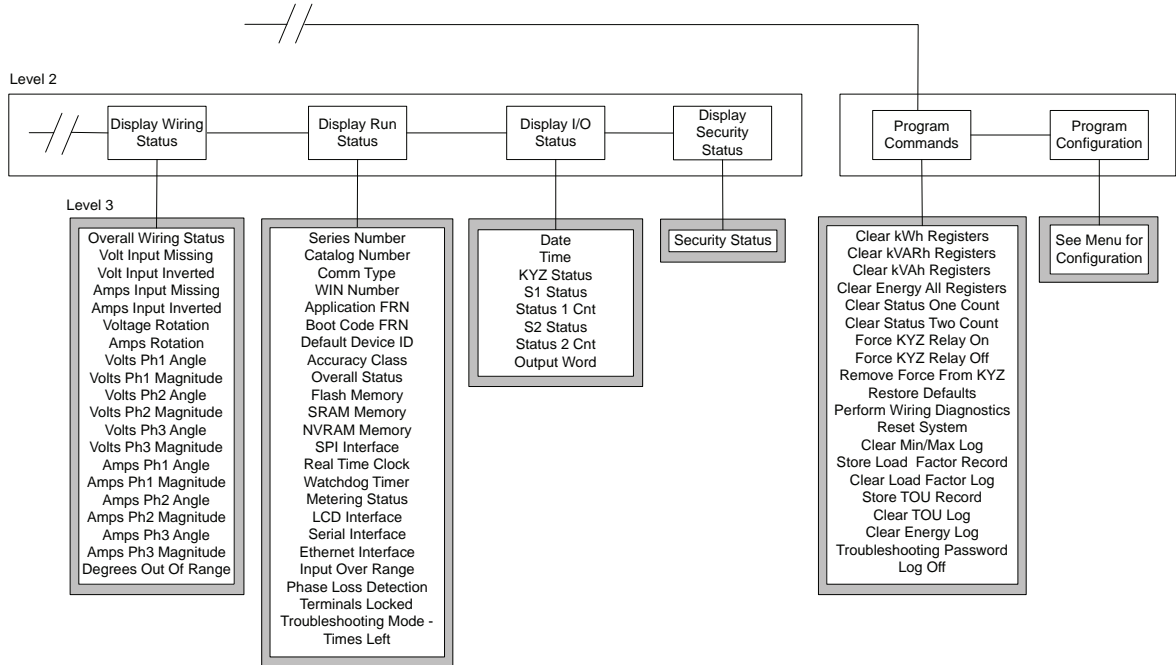 Level 2
Display Wiring
Status
Display Run
Status
Display I/O
Status
Display
Security
Status
Program
Commands
Program
Configuration
Level 3
Overall Wiring Status
Volt Input Missing
Volt Input Inverted
Amps Input Missing
Amps Input Inverted
Voltage Rotation
Amps Rotation
Volts Ph1 Angle
Volts Ph1 Magnitude
Volts Ph2 Angle
Volts Ph2 Magnitude
Volts Ph3 Angle
Volts Ph3 Magnitude
Amps Ph1 Angle
Amps Ph1 Magnitude
Amps Ph2 Angle
Amps Ph2 Magnitude
Amps Ph3 Angle
Amps Ph3 Magnitude
Degrees Out Of Range
Series Number
Catalog Number
Comm Type
WIN Number
Application FRN
Boot Code FRN
Default Device ID
Accuracy Class
Overall Status
Flash Memory
SRAM Memory
NVRAM Memory
SPI Interface
Real Time Clock
Watchdog Timer
Metering Status
LCD Interface
Serial Interface
Ethernet Interface
Input Over Range
Phase Loss Detection
Terminals Locked
Troubleshooting Mode -
Times Left
Date
Time
KYZ Status
S1 Status
Status 1 Cnt
S2 Status
Status 2 Cnt
Output Word
Security Status
Clear kWh Registers
Clear kVARh Registers
Clear kVAh Registers
Clear Energy All Registers
Clear Status One Count
Clear Status Two Count
Force KYZ Relay On
Force KYZ Relay Off
Remove Force From KYZ
Restore Defaults
Perform Wiring Diagnostics
Reset System
Clear Min/Max Log
Store Load Factor Record
Clear Load Factor Log
Store TOU Record
Clear TOU Log
Clear Energy Log
Troubleshooting Password
Log Off
See Menu for
Configuration